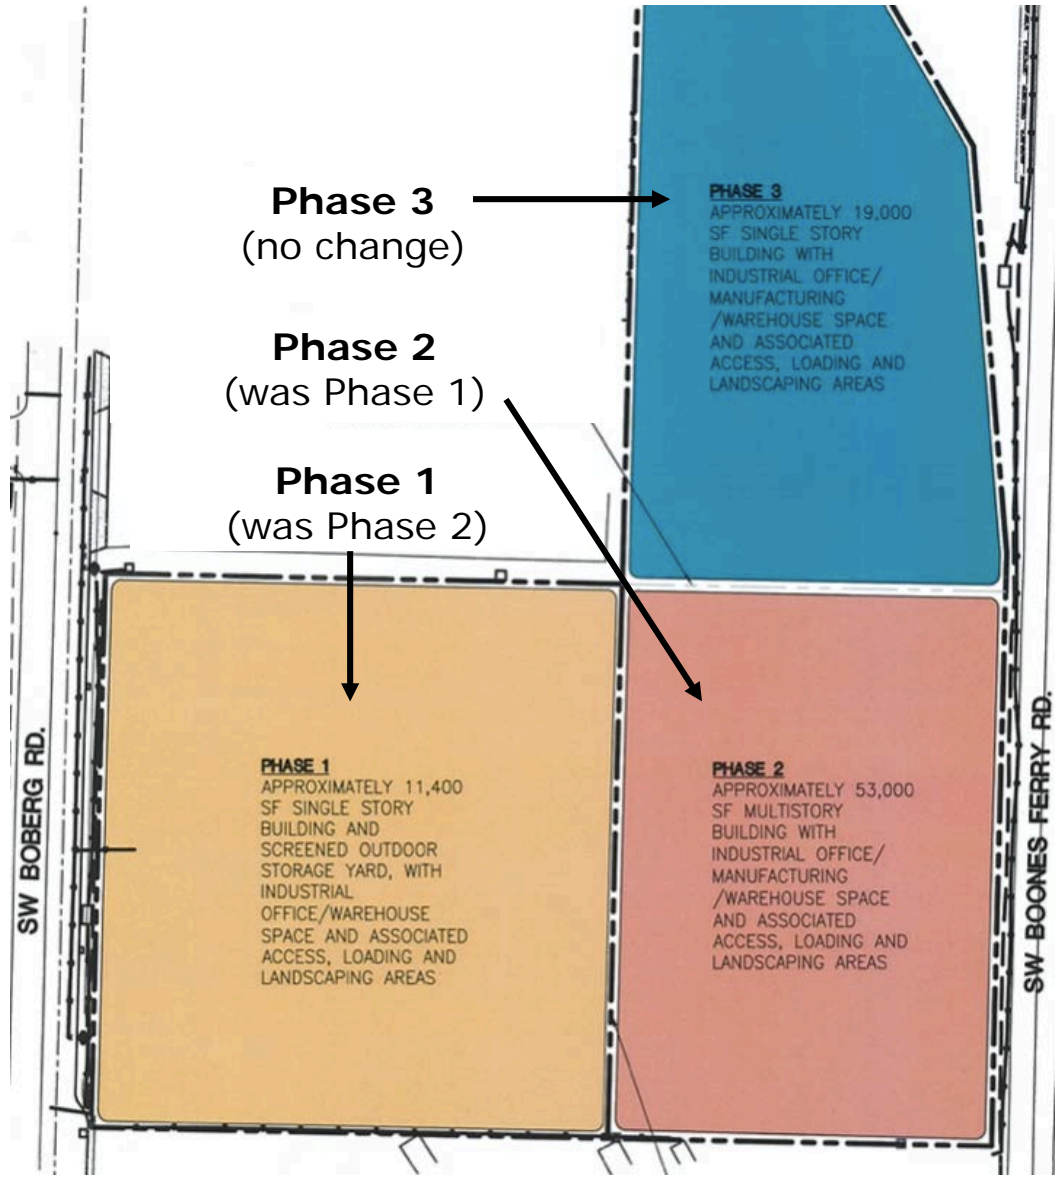 Phase 3
(no change)
PHASE 3
APPROXIMATELY 19,000
SF SINGLE STORY
BUILDING WITH
INDUSTRIAL OFFICE/
MANUFACTURING
/WAREHOUSE SPACE
AND ASSOCIATED
ACCESS, LOADING AND
LANDSCAPING AREAS
Phase 2
(was Phase 1)
Phase 1
(was Phase 2)
SW BOBERG RD.
PHASE 1
APPROXIMATELY 11,400
SF SINGLE STORY
BUILDING AND
SCREENED OUTDOOR
STORAGE YARD, WITH
INDUSTRIAL
OFFICE/WAREHOUSE
SPACE AND ASSOCIATED
ACCESS, LOADING AND
LANDSCAPING AREAS
PHASE 2
APPROXIMATELY 53,000
SF MULTISTORY
BUILDING WITH
INDUSTRIAL OFFICE/
MANUFACTURING
/WAREHOUSE SPACE
AND ASSOCIATED
ACCESS, LOADING AND
LANDSCAPING AREAS
SW BOONES FERRY RD.